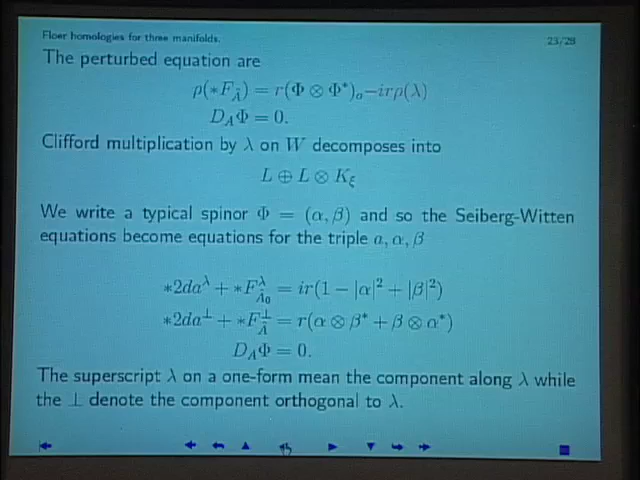 Floer homologies for three manifolds.
23/29
The perturbed equation are
ρ(*F_Â) = r(Φ ⊗ Φ*)ₒ − irρ(λ)
D_AΦ = 0.
Clifford multiplication by λ on W decomposes into
L ⊕ L ⊗ K_ξ
We write a typical spinor Φ = (α, β) and so the Seiberg-Witten
equations become equations for the triple a, α, β
*2da^λ + *F^λ_Â₀ = ir(1 − |α|² + |β|²)
*2da^⊥ + *F^⊥_Â = r(α ⊗ β* + β ⊗ α*)
D_AΦ = 0.
The superscript λ on a one-form mean the component along λ while
the ⊥ denote the component orthogonal to λ.